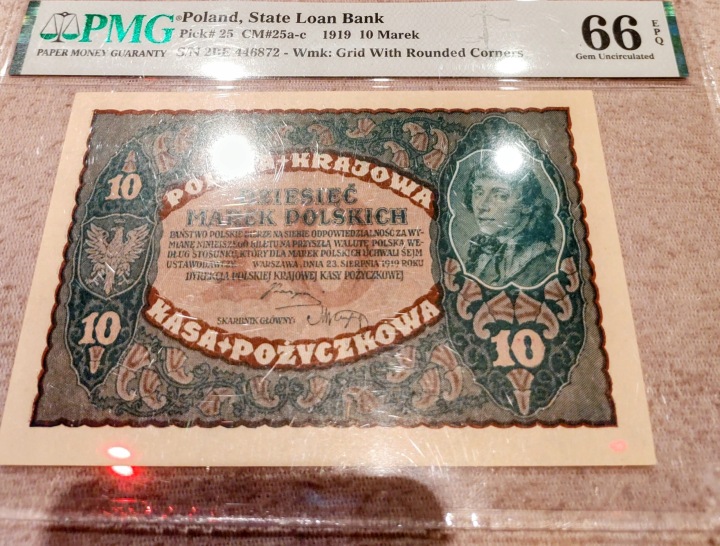 PMG ® Poland, State Loan Bank
Pick# 25 CM#25a-c 1919 10 Marek
PAPER MONEY GUARANTY S/N 446872 - Wmk: Grid With Rounded Corners
66 EPQ
Gem Uncirculated
KRAJOWA
10
DZIESIĘĆ
MAREK POLSKICH
PAŃSTWO POLSKIE BIERZE NA SIEBIE ODPOWIEDZIALNOŚĆ ZA WY-
MIANĘ NINIEJSZEGO BILETU NA PRZYSZŁĄ WALUTĘ POLSKĄ, WE-
DŁUG STOSUNKU, KTÓRY DLA MAREK POLSKICH UCHWALI SEJM
USTAWODAWCZY WARSZAWA, DNIA 23. SIERPNIA 1919 ROKU
DYREKCJA POLSKIEJ KRAJOWEJ KASY POŻYCZKOWEJ
SKARBNIK GŁÓWNY:
10
KASA POŻYCZKOWA
10